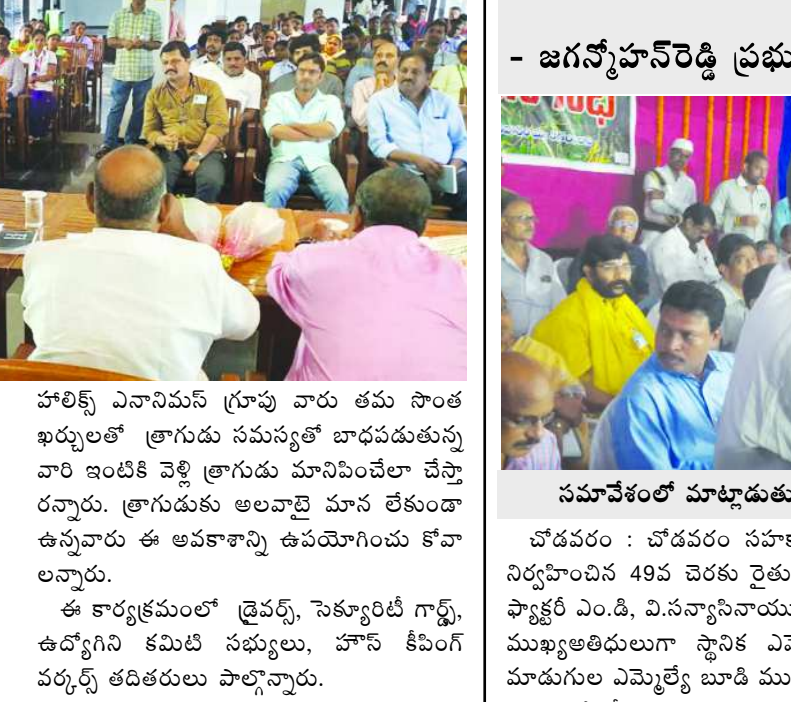 హాలిక్స్ ఎనానిమస్ గ్రూపు వారు తమ సొంత
ఖర్చులతో త్రాగుడు సమస్యతో బాధపడుతున్న
వారి ఇంటికి వెళ్లి త్రాగుడు మానిపించేలా చేస్తా
రన్నారు. త్రాగుడుకు అలవాటై మాన లేకుండా
ఉన్నవారు ఈ అవకాశాన్ని ఉపయోగించు కోవా
లన్నారు.
ఈ కార్యక్రమంలో డ్రైవర్స్, సెక్యూరిటీ గార్డ్స్,
ఉద్యోగిని కమిటి సభ్యులు, హౌస్ కీపింగ్
వర్కర్స్ తదితరులు పాల్గొన్నారు.
- జగన్మోహన్‌రెడ్డి ప్రభు
సమావేశంలో మాట్లాడుతు
చోడవరం : చోడవరం సహక
నిర్వహించిన 49వ చెరకు రైతు
ఫ్యాక్టరీ ఎం.డి, వి.సన్యాసినాయు
ముఖ్యఅతిధులుగా స్థానిక ఎమె
మాడుగుల ఎమ్మెల్యే బూడి ము